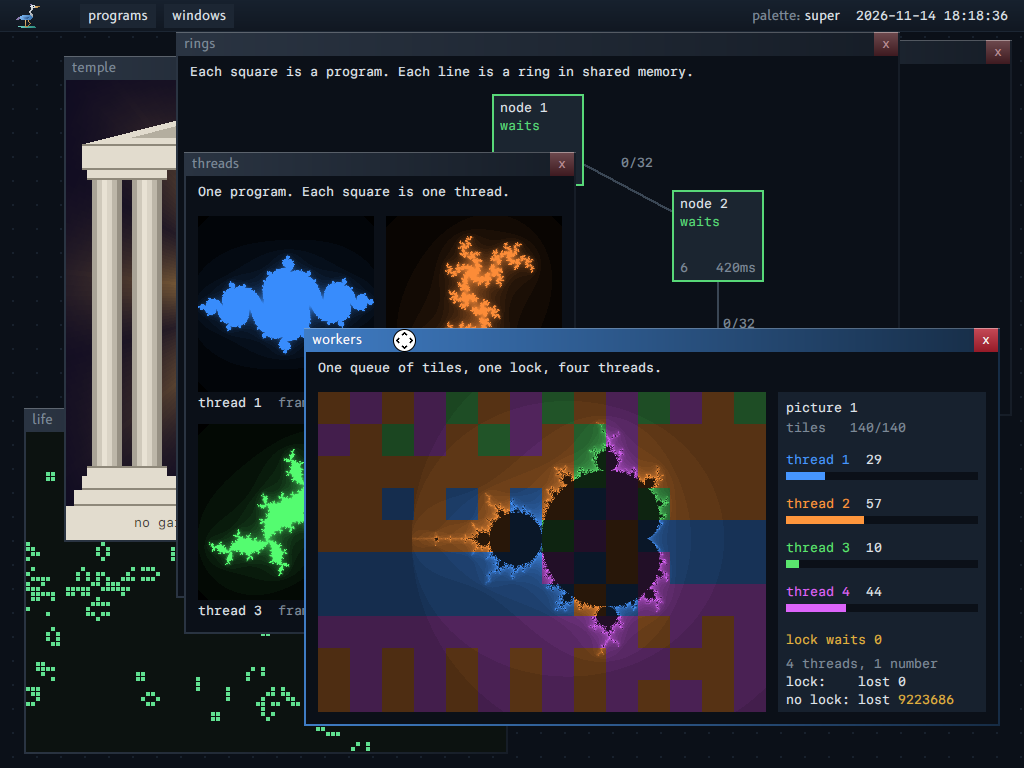 programs windows palette: super 2026-11-14 18:18:36
rings x
x
temple
Each square is a program. Each line is a ring in shared memory.
node 1
waits
threads x
0/32
One program. Each square is one thread.
node 2
waits
6 420ms
0/32
workers x
One queue of tiles, one lock, four threads.
thread 1
life
no
thread 3
picture 1
tiles 140/140
thread 1 29
thread 2 57
thread 3 10
thread 4 44
lock waits 0
4 threads, 1 number
lock: lost 0
no lock: lost 9223686